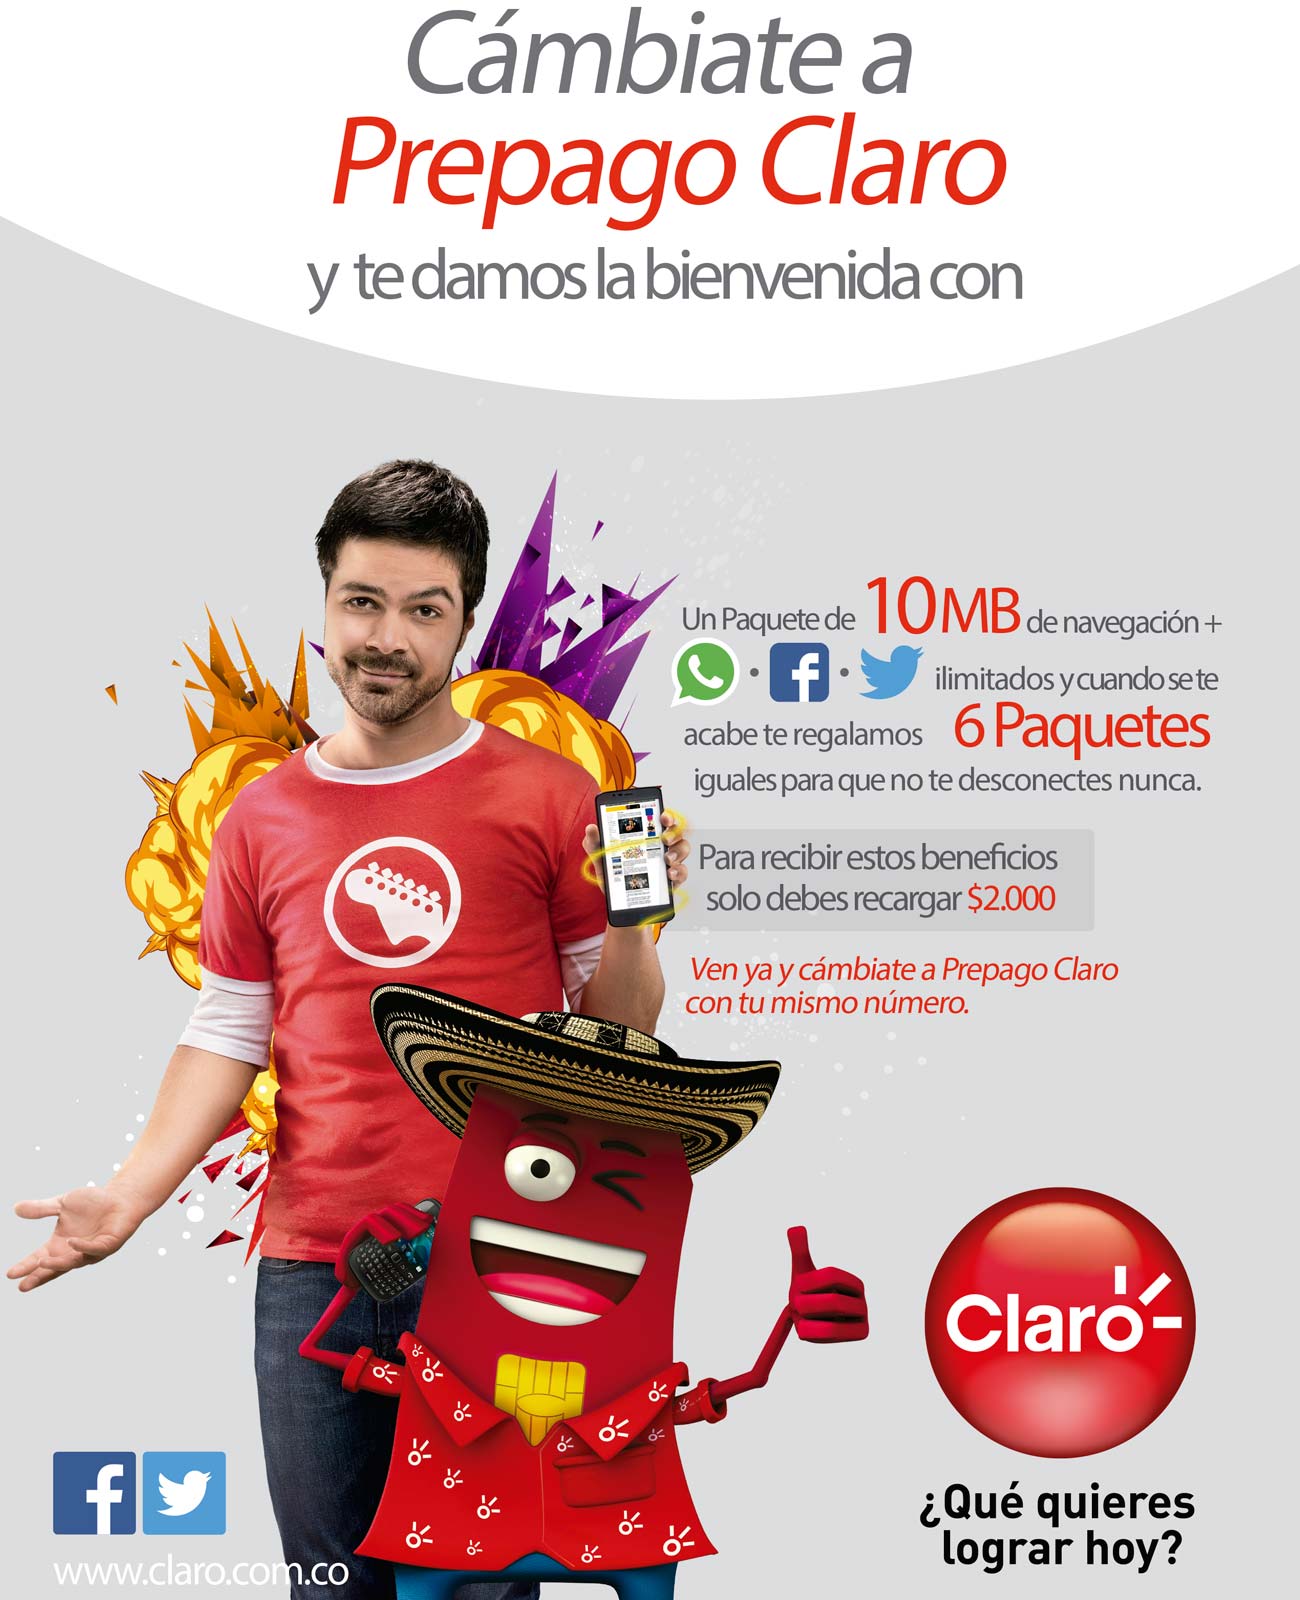 Cámbiate a
Prepago Claro
y te damos la bienvenida con
Un Paquete de 10MB de navegación +
ilimitados y cuando se te
acabe te regalamos 6 Paquetes
iguales para que no te desconectes nunca.
Para recibir estos beneficios
solo debes recargar $2.000
Ven ya y cámbiate a Prepago Claro
con tu mismo número.
Claro
¿Qué quieres
lograr hoy?
www.claro.com.co